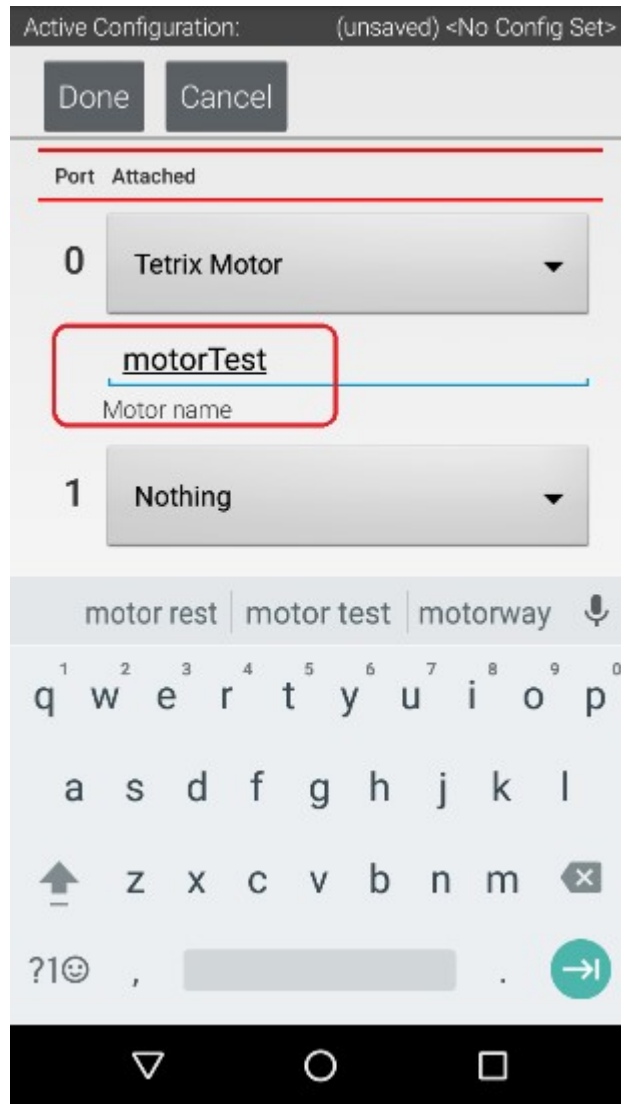 Active Configuration: (unsaved) <No Config Set>
Done Cancel
Port Attached
0 Tetrix Motor
motorTest
Motor name
1 Nothing
motor rest motor test motorway
1 2 3 4 5 6 7 8 9 0
q w e r t y u i o p
a s d f g h j k l
z x c v b n m
?1☺ , .